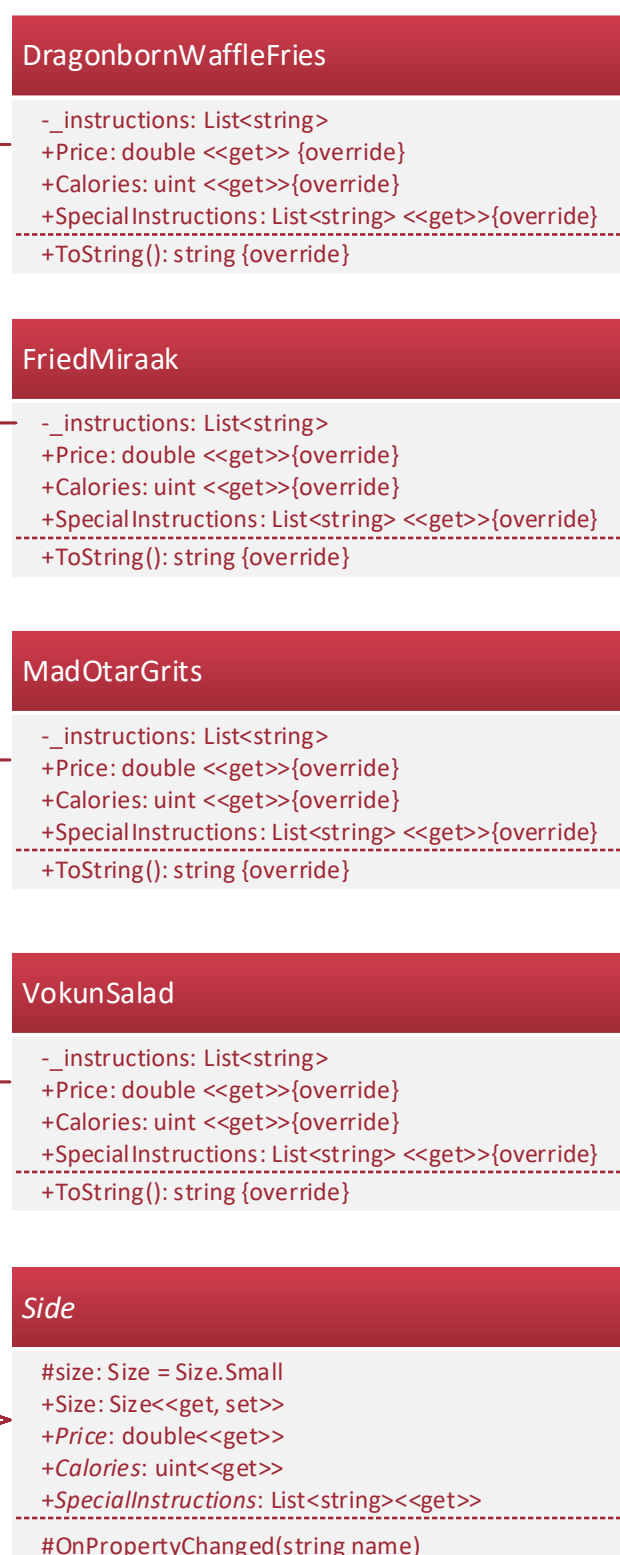 DragonbornWaffleFries
-_instructions: List<string>
+Price: double <<get>> {override}
+Calories: uint <<get>>{override}
+SpecialInstructions: List<string> <<get>>{override}
+ToString(): string {override}
FriedMiraak
-_instructions: List<string>
+Price: double <<get>>{override}
+Calories: uint <<get>>{override}
+SpecialInstructions: List<string> <<get>>{override}
+ToString(): string {override}
MadOtarGrits
-_instructions: List<string>
+Price: double <<get>>{override}
+Calories: uint <<get>>{override}
+SpecialInstructions: List<string> <<get>>{override}
+ToString(): string {override}
VokunSalad
-_instructions: List<string>
+Price: double <<get>>{override}
+Calories: uint <<get>>{override}
+SpecialInstructions: List<string> <<get>>{override}
+ToString(): string {override}
Side
#size: Size = Size.Small
+Size: Size<<get, set>>
+Price: double<<get>>
+Calories: uint<<get>>
+SpecialInstructions: List<string><<get>>
#OnPropertyChanged(string name)